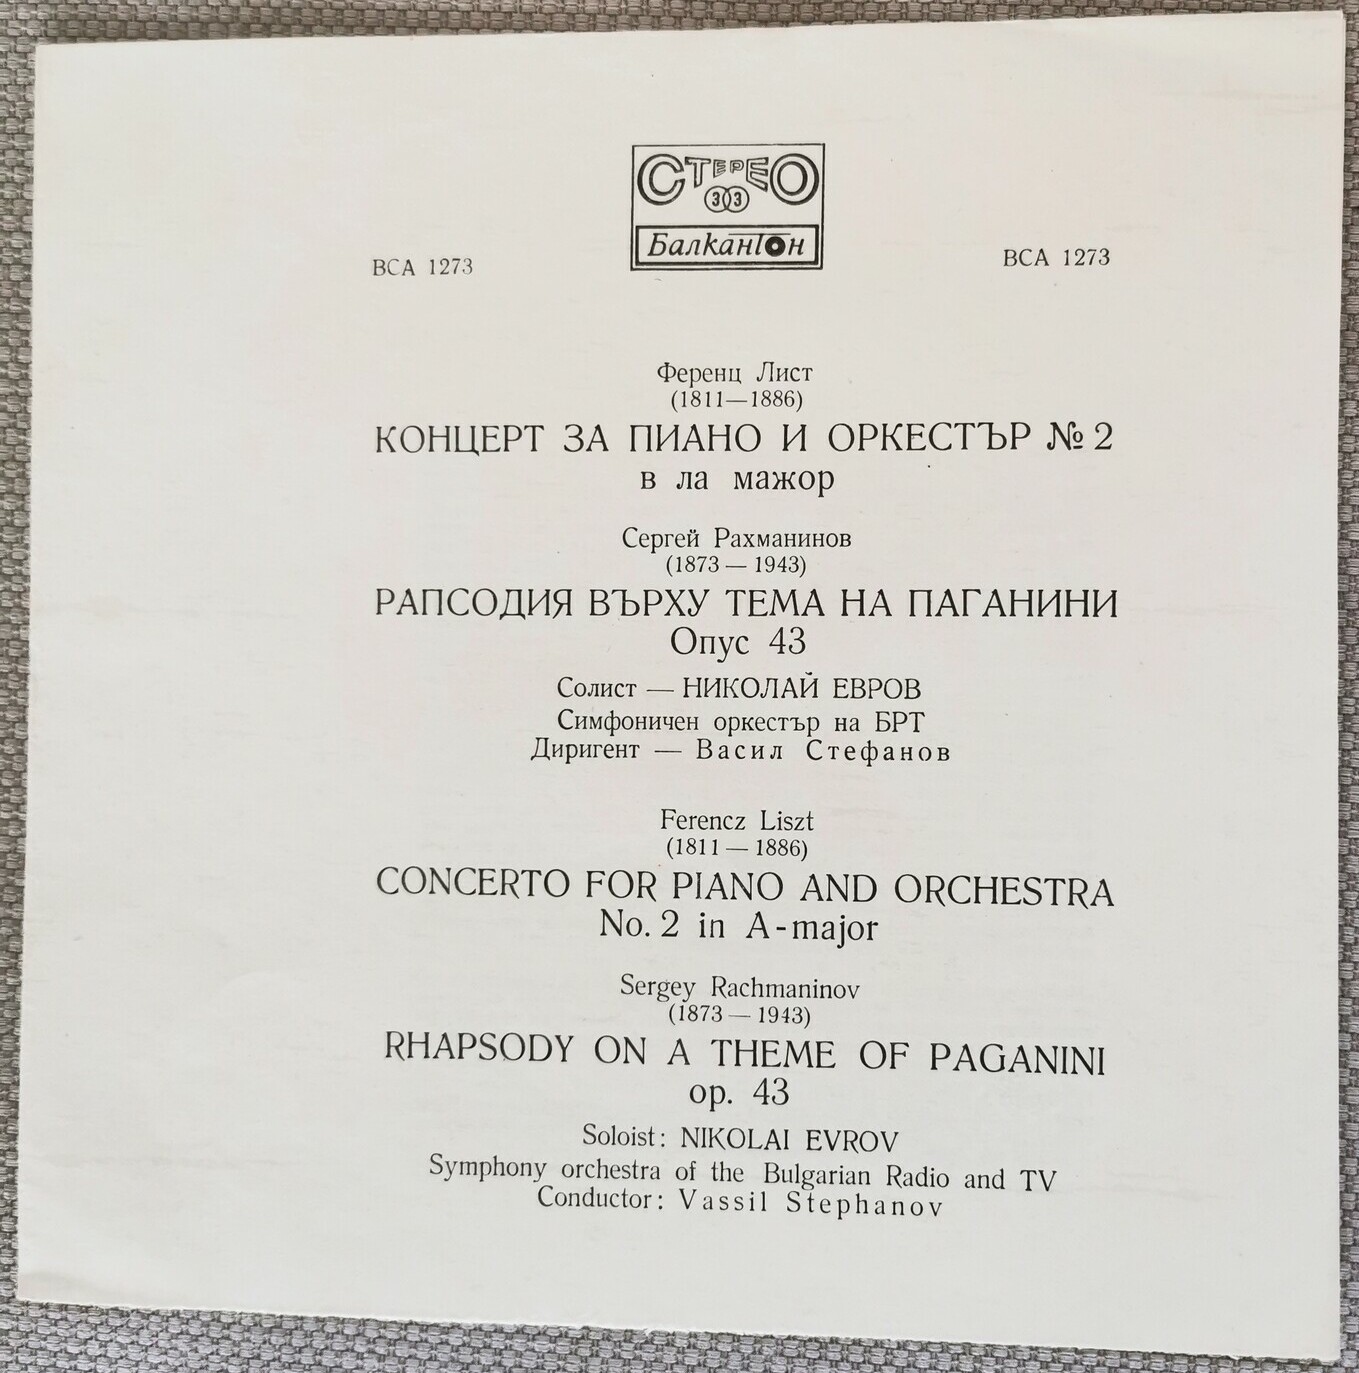 СТЕРЕО
33
Балкантон
ВСА 1273
ВСА 1273
Ференц Лист
(1811—1886)
КОНЦЕРТ ЗА ПИАНО И ОРКЕСТЪР № 2
в ла мажор
Сергей Рахманинов
(1873 — 1943)
РАПСОДИЯ ВЪРХУ ТЕМА НА ПАГАНИНИ
Опус 43
Солист — НИКОЛАЙ ЕВРОВ
Симфоничен оркестър на БРТ
Диригент — Васил Стефанов
Ferencz Liszt
(1811 — 1886)
CONCERTO FOR PIANO AND ORCHESTRA
No. 2 in A-major
Sergey Rachmaninov
(1873 — 1943)
RHAPSODY ON A THEME OF PAGANINI
op. 43
Soloist: NIKOLAI EVROV
Symphony orchestra of the Bulgarian Radio and TV
Conductor: Vassil Stephanov